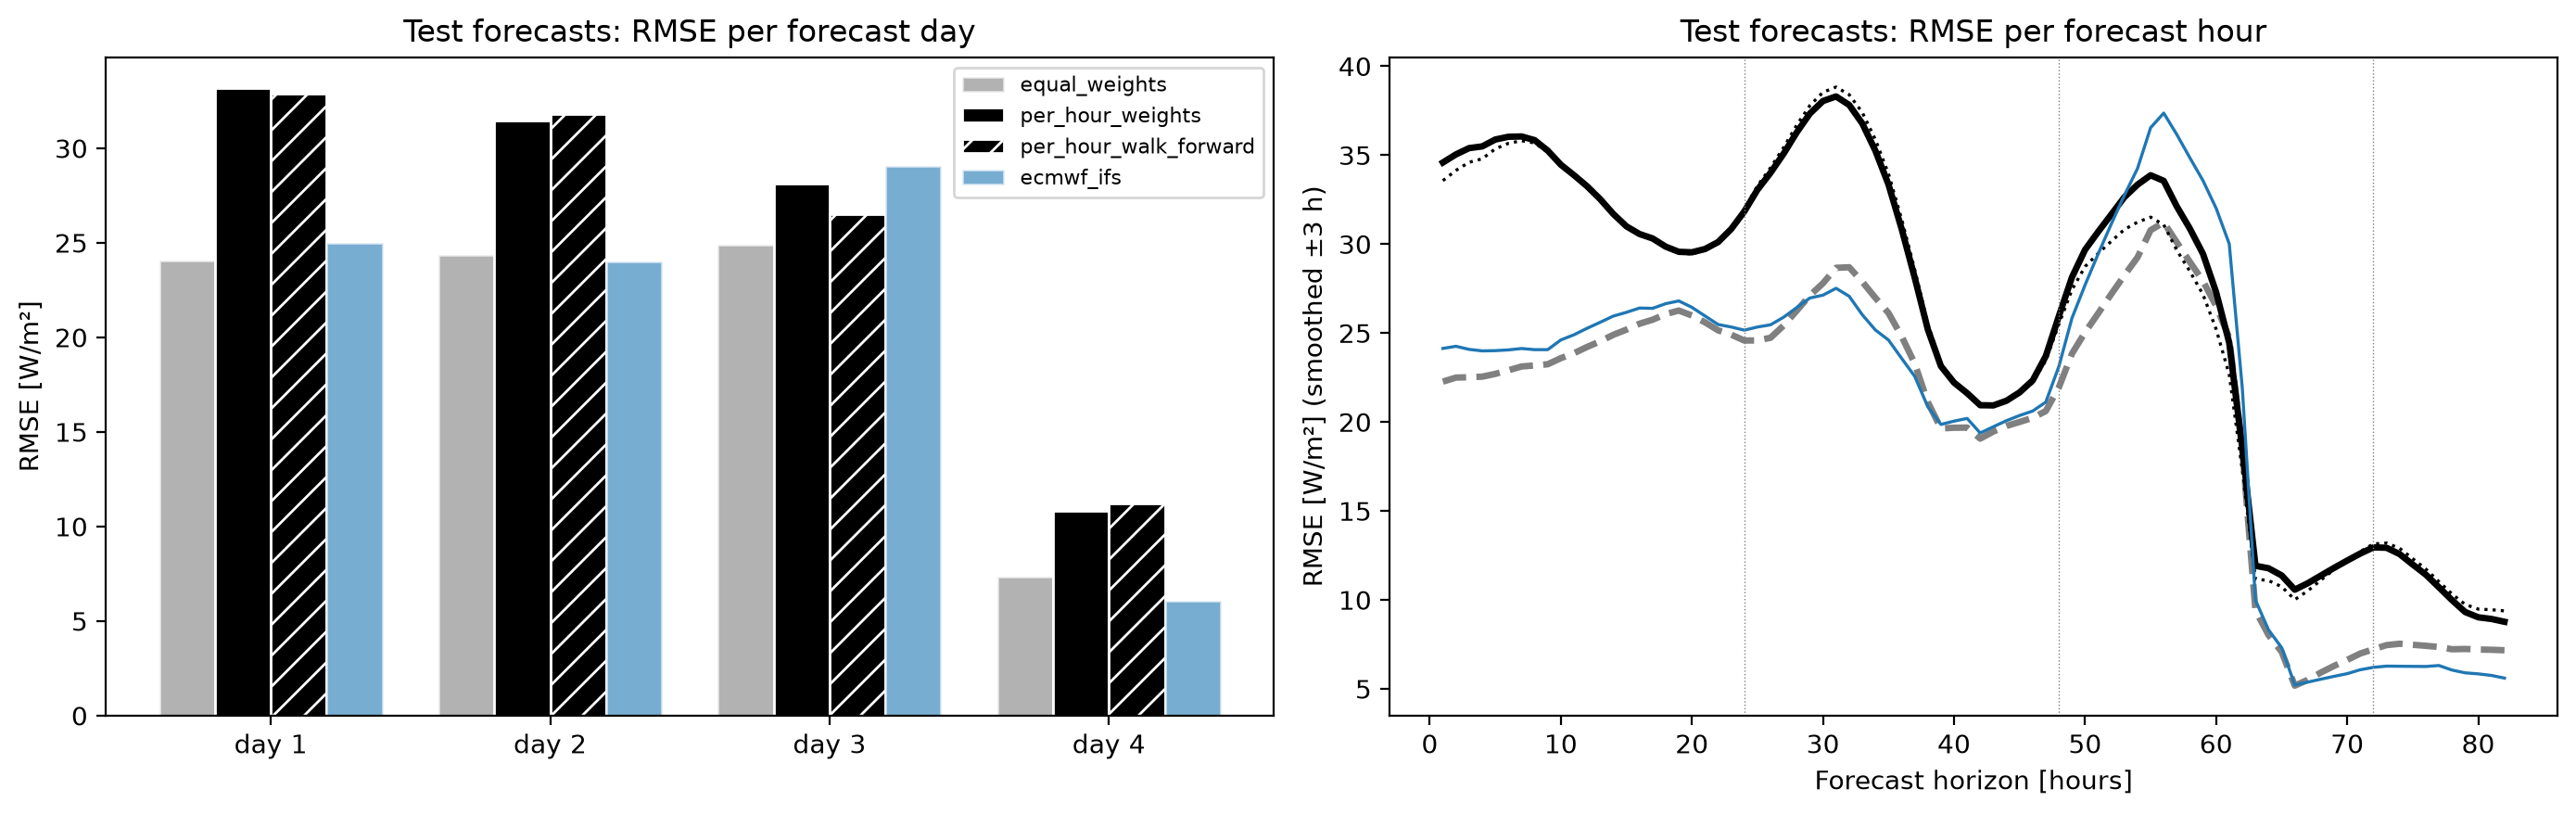 Test forecasts: RMSE per forecast day
RMSE [W/m²]
30
25
20
15
10
5
0
day 1 day 2 day 3 day 4
equal_weights
per_hour_weights
per_hour_walk_forward
ecmwf_ifs
Test forecasts: RMSE per forecast hour
RMSE [W/m²] (smoothed ±3 h)
40
35
30
25
20
15
10
5
0 10 20 30 40 50 60 70 80
Forecast horizon [hours]